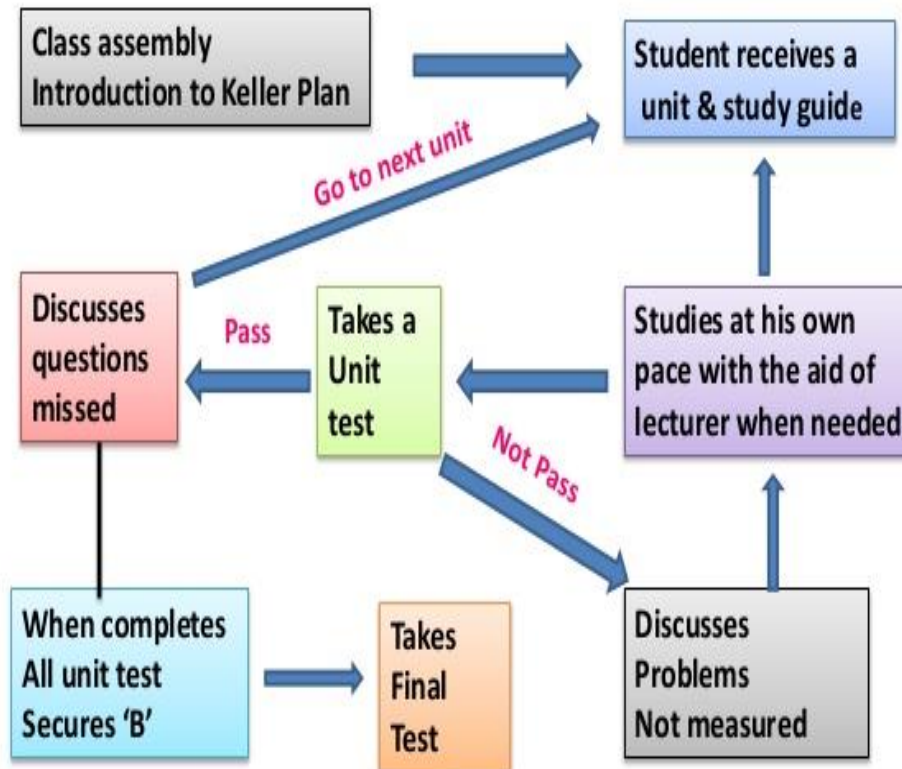 Class assembly
Introduction to Keller Plan
Student receives a
unit & study guide
Go to next unit
Discusses
questions
missed
Pass
Takes a
Unit
test
Studies at his own
pace with the aid of
lecturer when needed
Not Pass
When completes
All unit test
Secures ‘B’
Takes
Final
Test
Discusses
Problems
Not measured